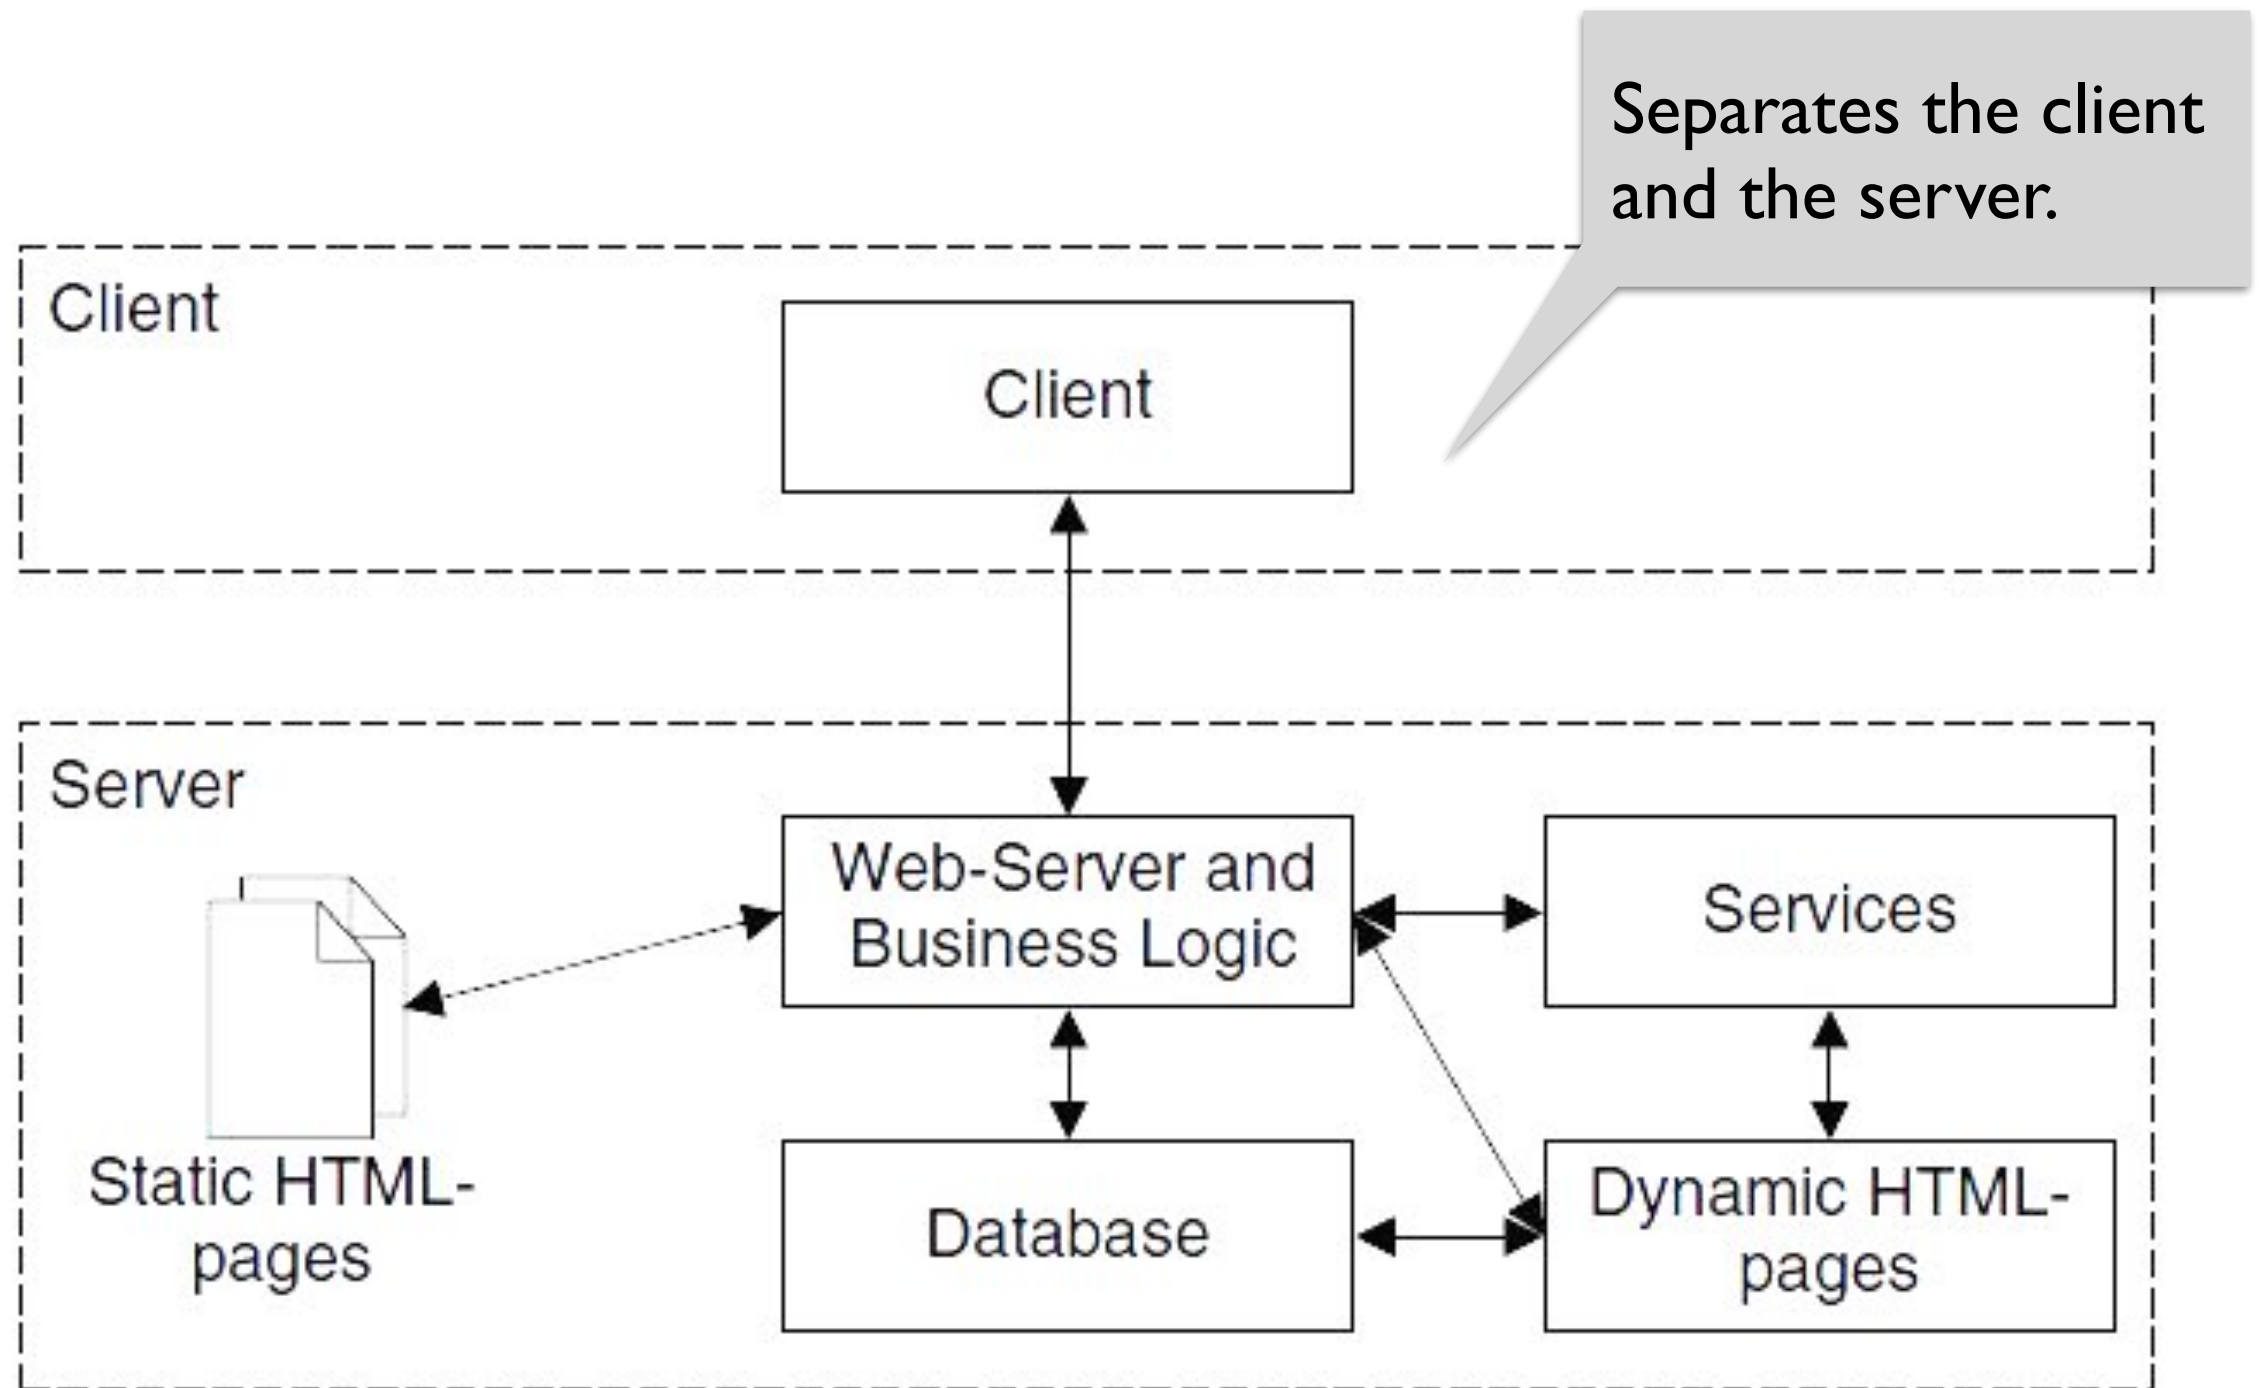 Separates the client
and the server.
Client
Client
Server
Web-Server and
Business Logic
Services
Static HTML-
pages
Database
Dynamic HTML-
pages